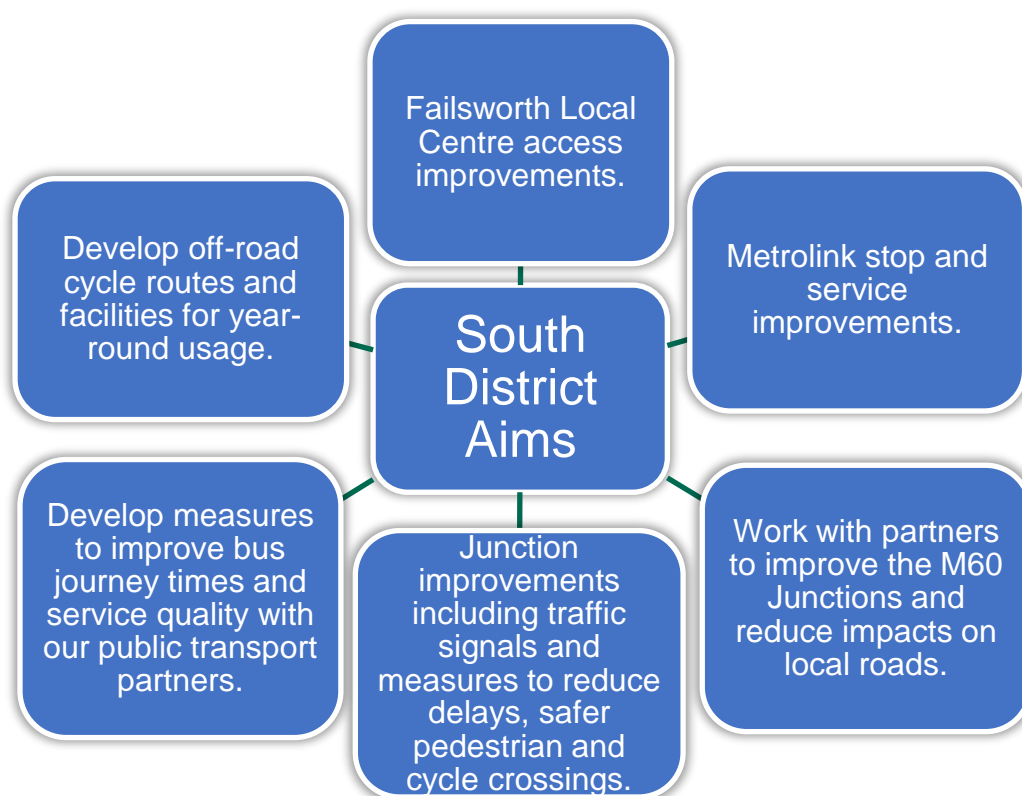 Failsworth Local
Centre access
improvements.
Develop off-road
cycle routes and
facilities for year-
round usage.
Metrolink stop and
service
improvements.
South
District
Aims
Develop measures
to improve bus
journey times and
service quality with
our public transport
partners.
Junction
improvements
including traffic
signals and
measures to reduce
delays, safer
pedestrian and
cycle crossings.
Work with partners
to improve the M60
Junctions and
reduce impacts on
local roads.